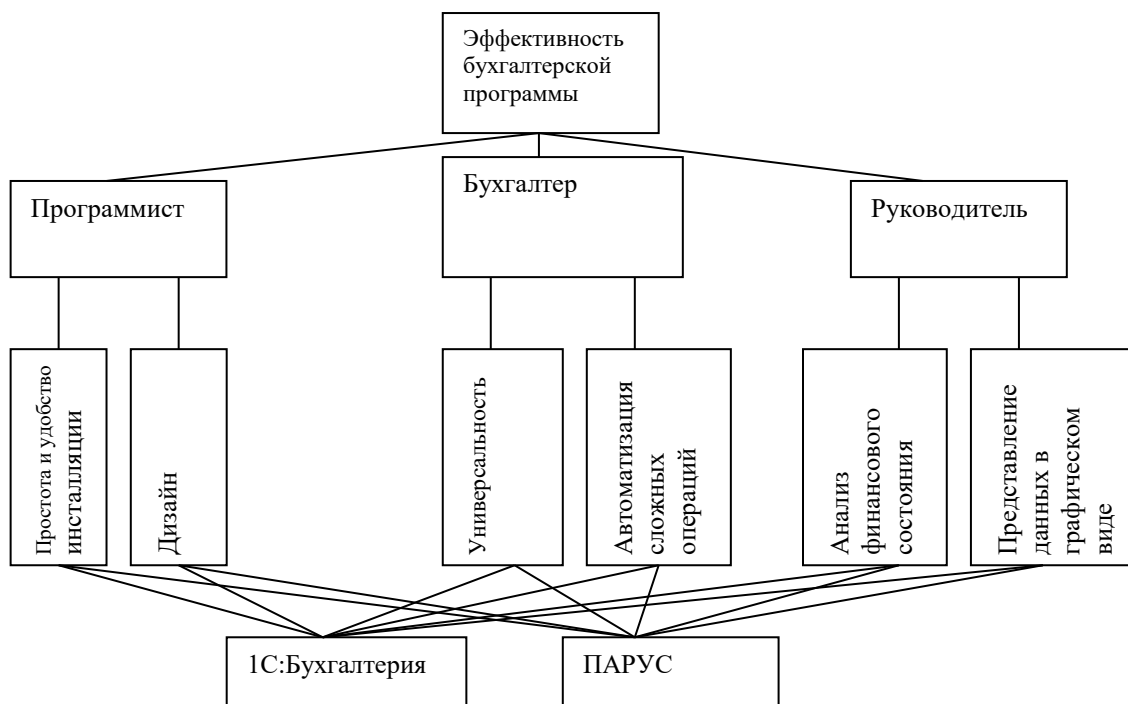 Эффективность
бухгалтерской
программы
Программист
Бухгалтер
Руководитель
Простота и удобство
инсталляции
Дизайн
Универсальность
Автоматизация
сложных
операций
Анализ
финансового
состояния
Представление
данных в
графическом
виде
1С:Бухгалтерия
ПАРУС